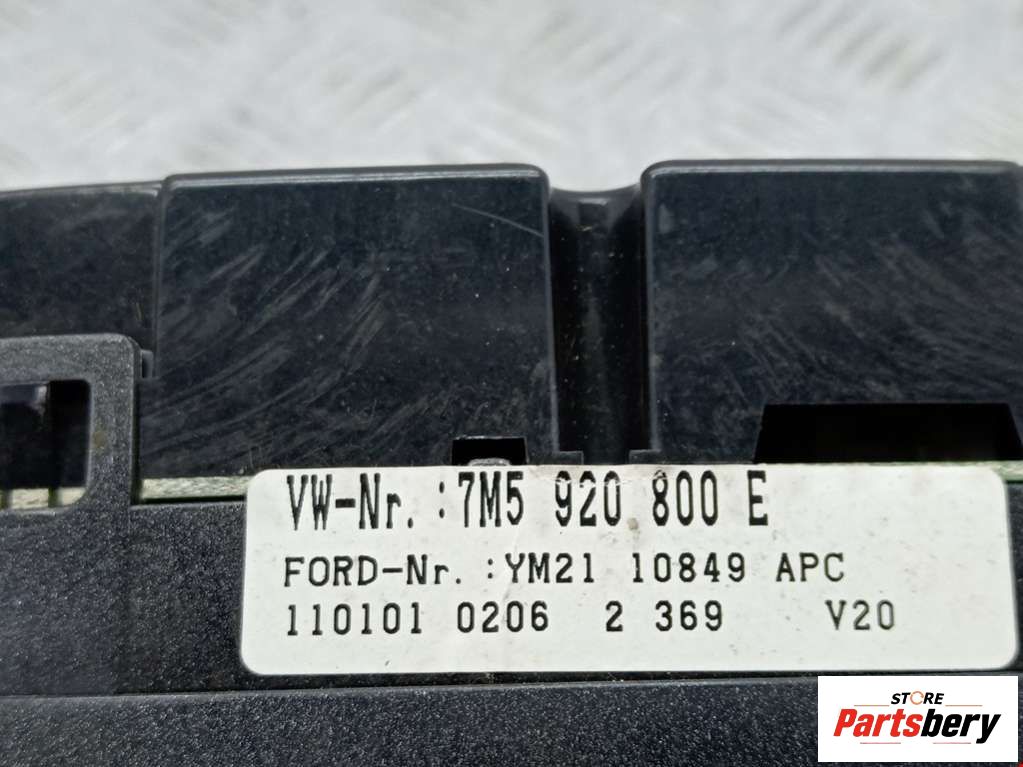 VW-Nr. :7M5 920 800 E
FORD-Nr. :YM21 10849 APC
110101 0206 2 369 V20
STORE
Partsbery